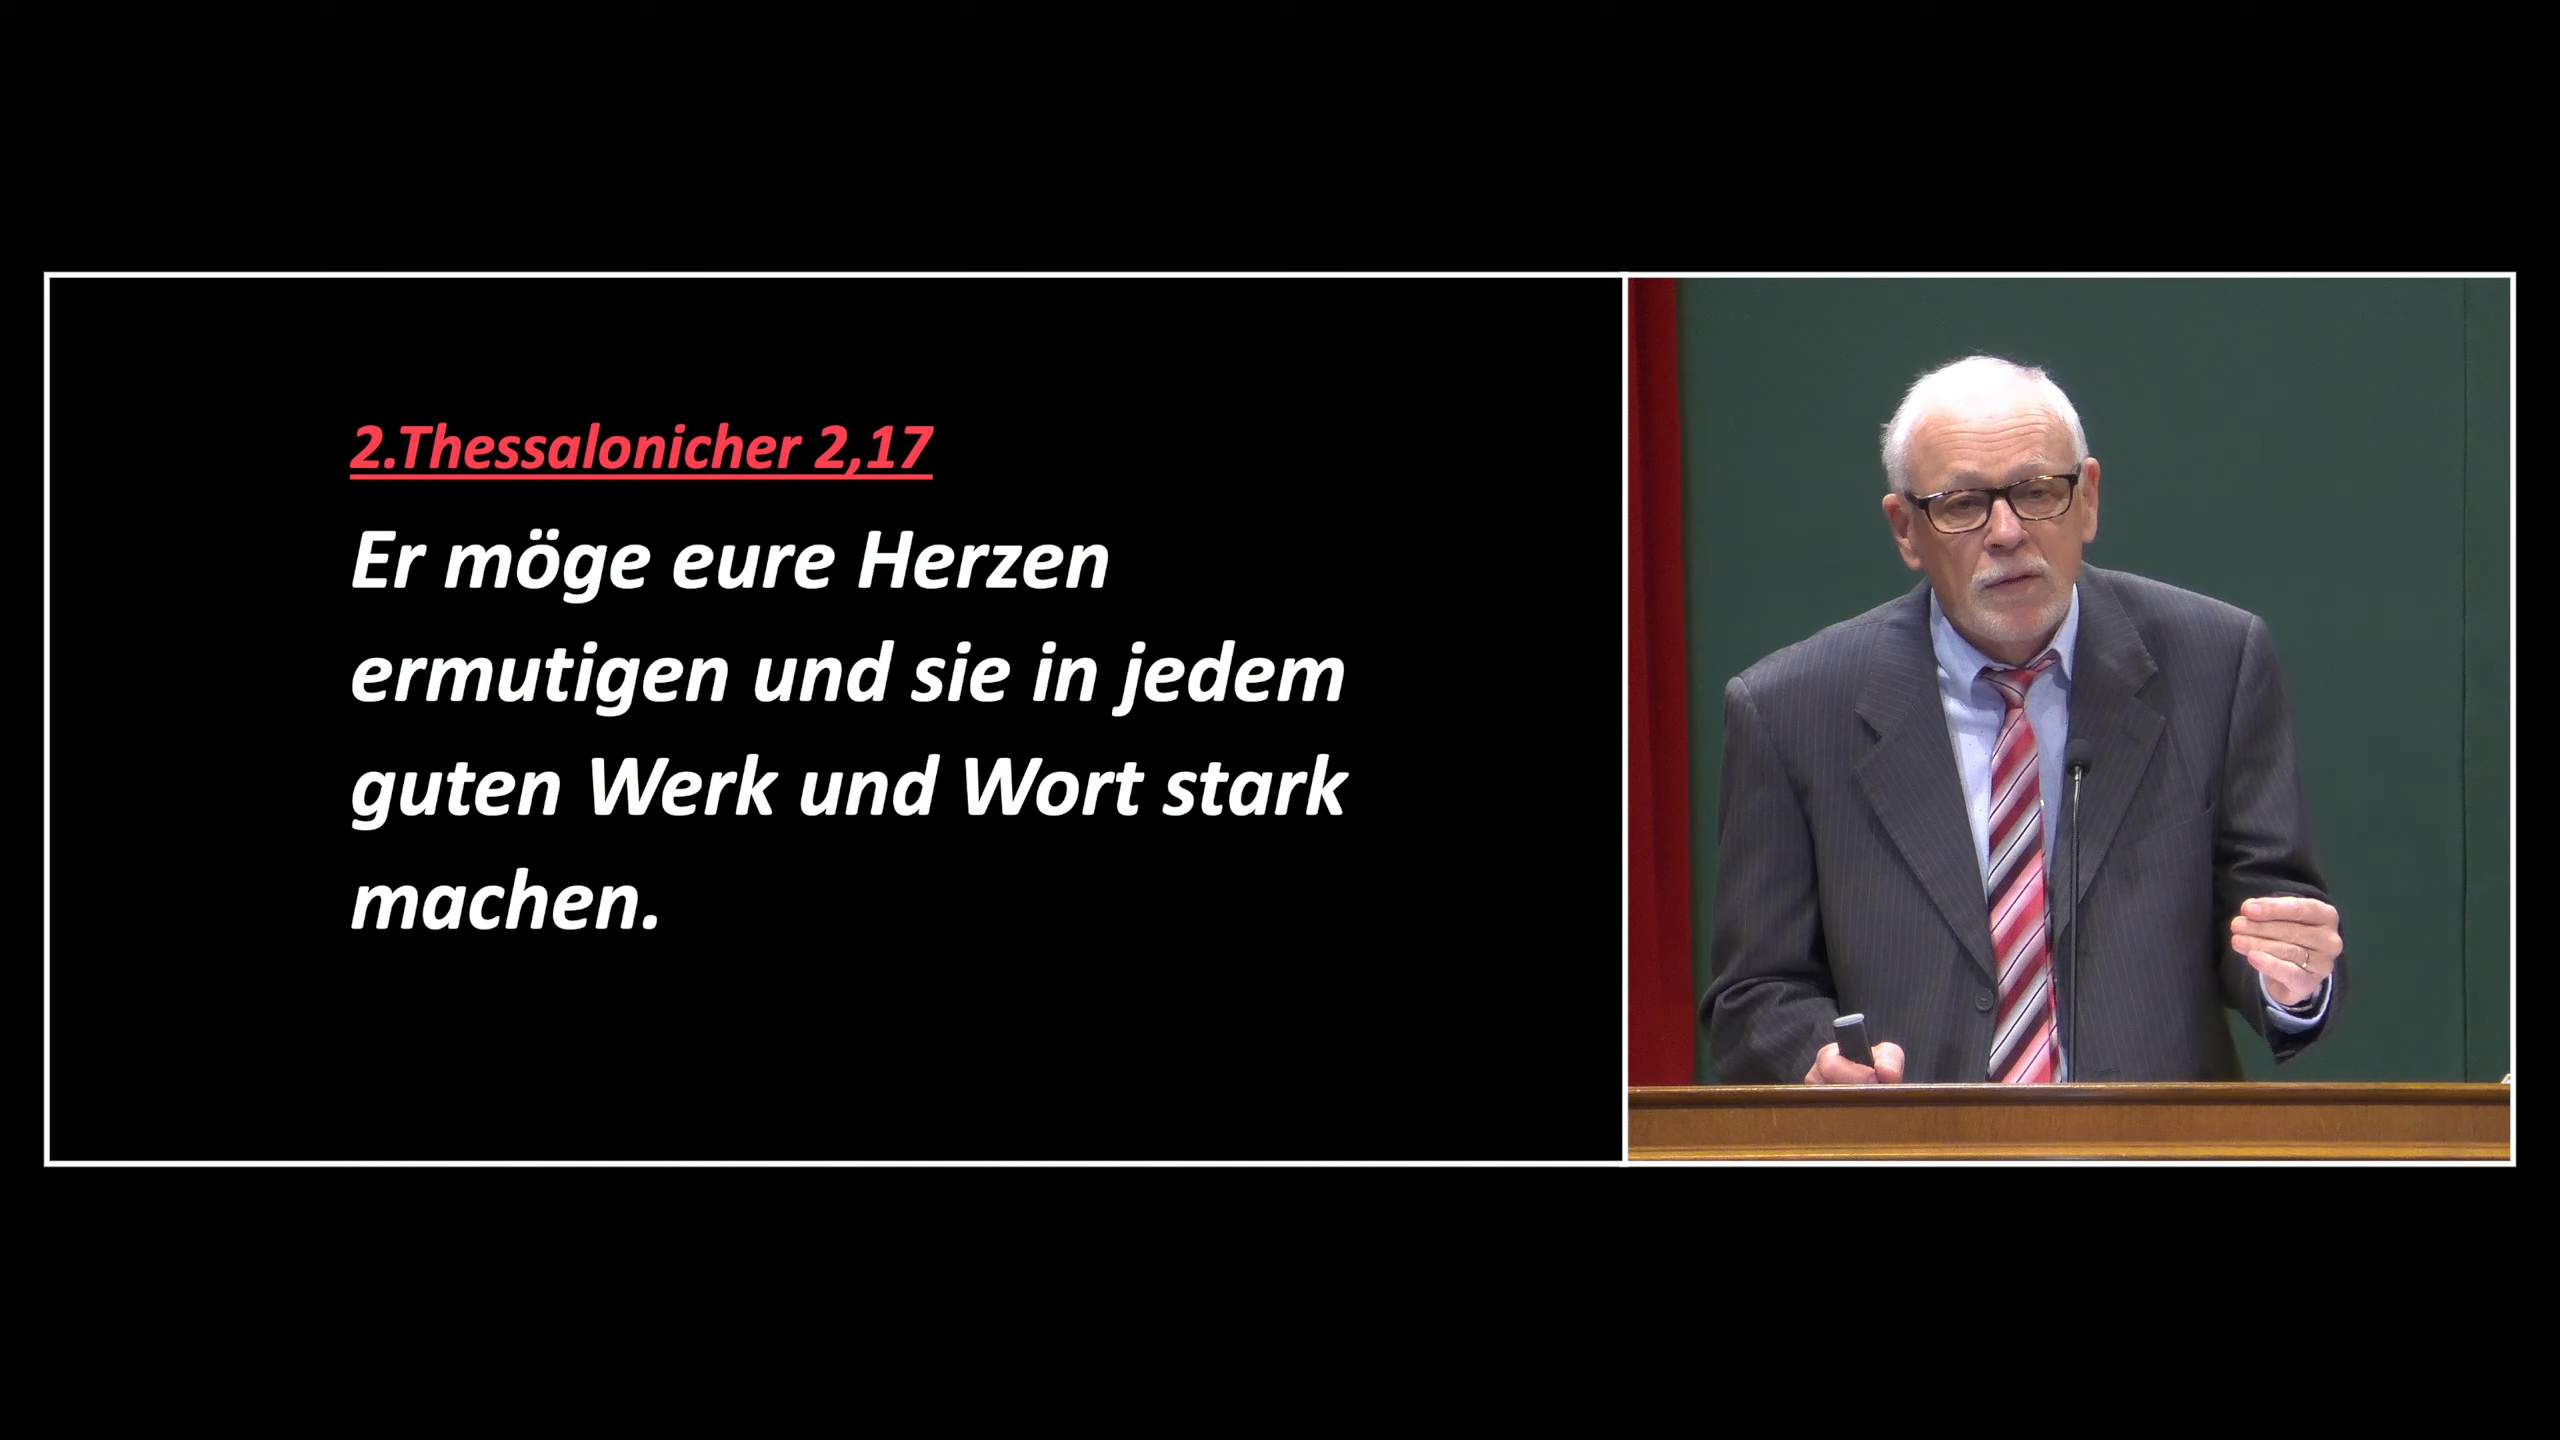 2.Thessalonicher 2,17
Er möge eure Herzen
ermutigen und sie in jedem
guten Werk und Wort stark
machen.